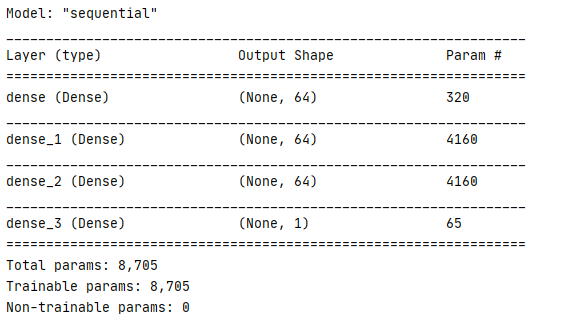 Model: "sequential"
_________________________________________________________________
Layer (type)                 Output Shape              Param #
=================================================================
dense (Dense)                (None, 64)                320
_________________________________________________________________
dense_1 (Dense)              (None, 64)                4160
_________________________________________________________________
dense_2 (Dense)              (None, 64)                4160
_________________________________________________________________
dense_3 (Dense)              (None, 1)                 65
=================================================================
Total params: 8,705
Trainable params: 8,705
Non-trainable params: 0